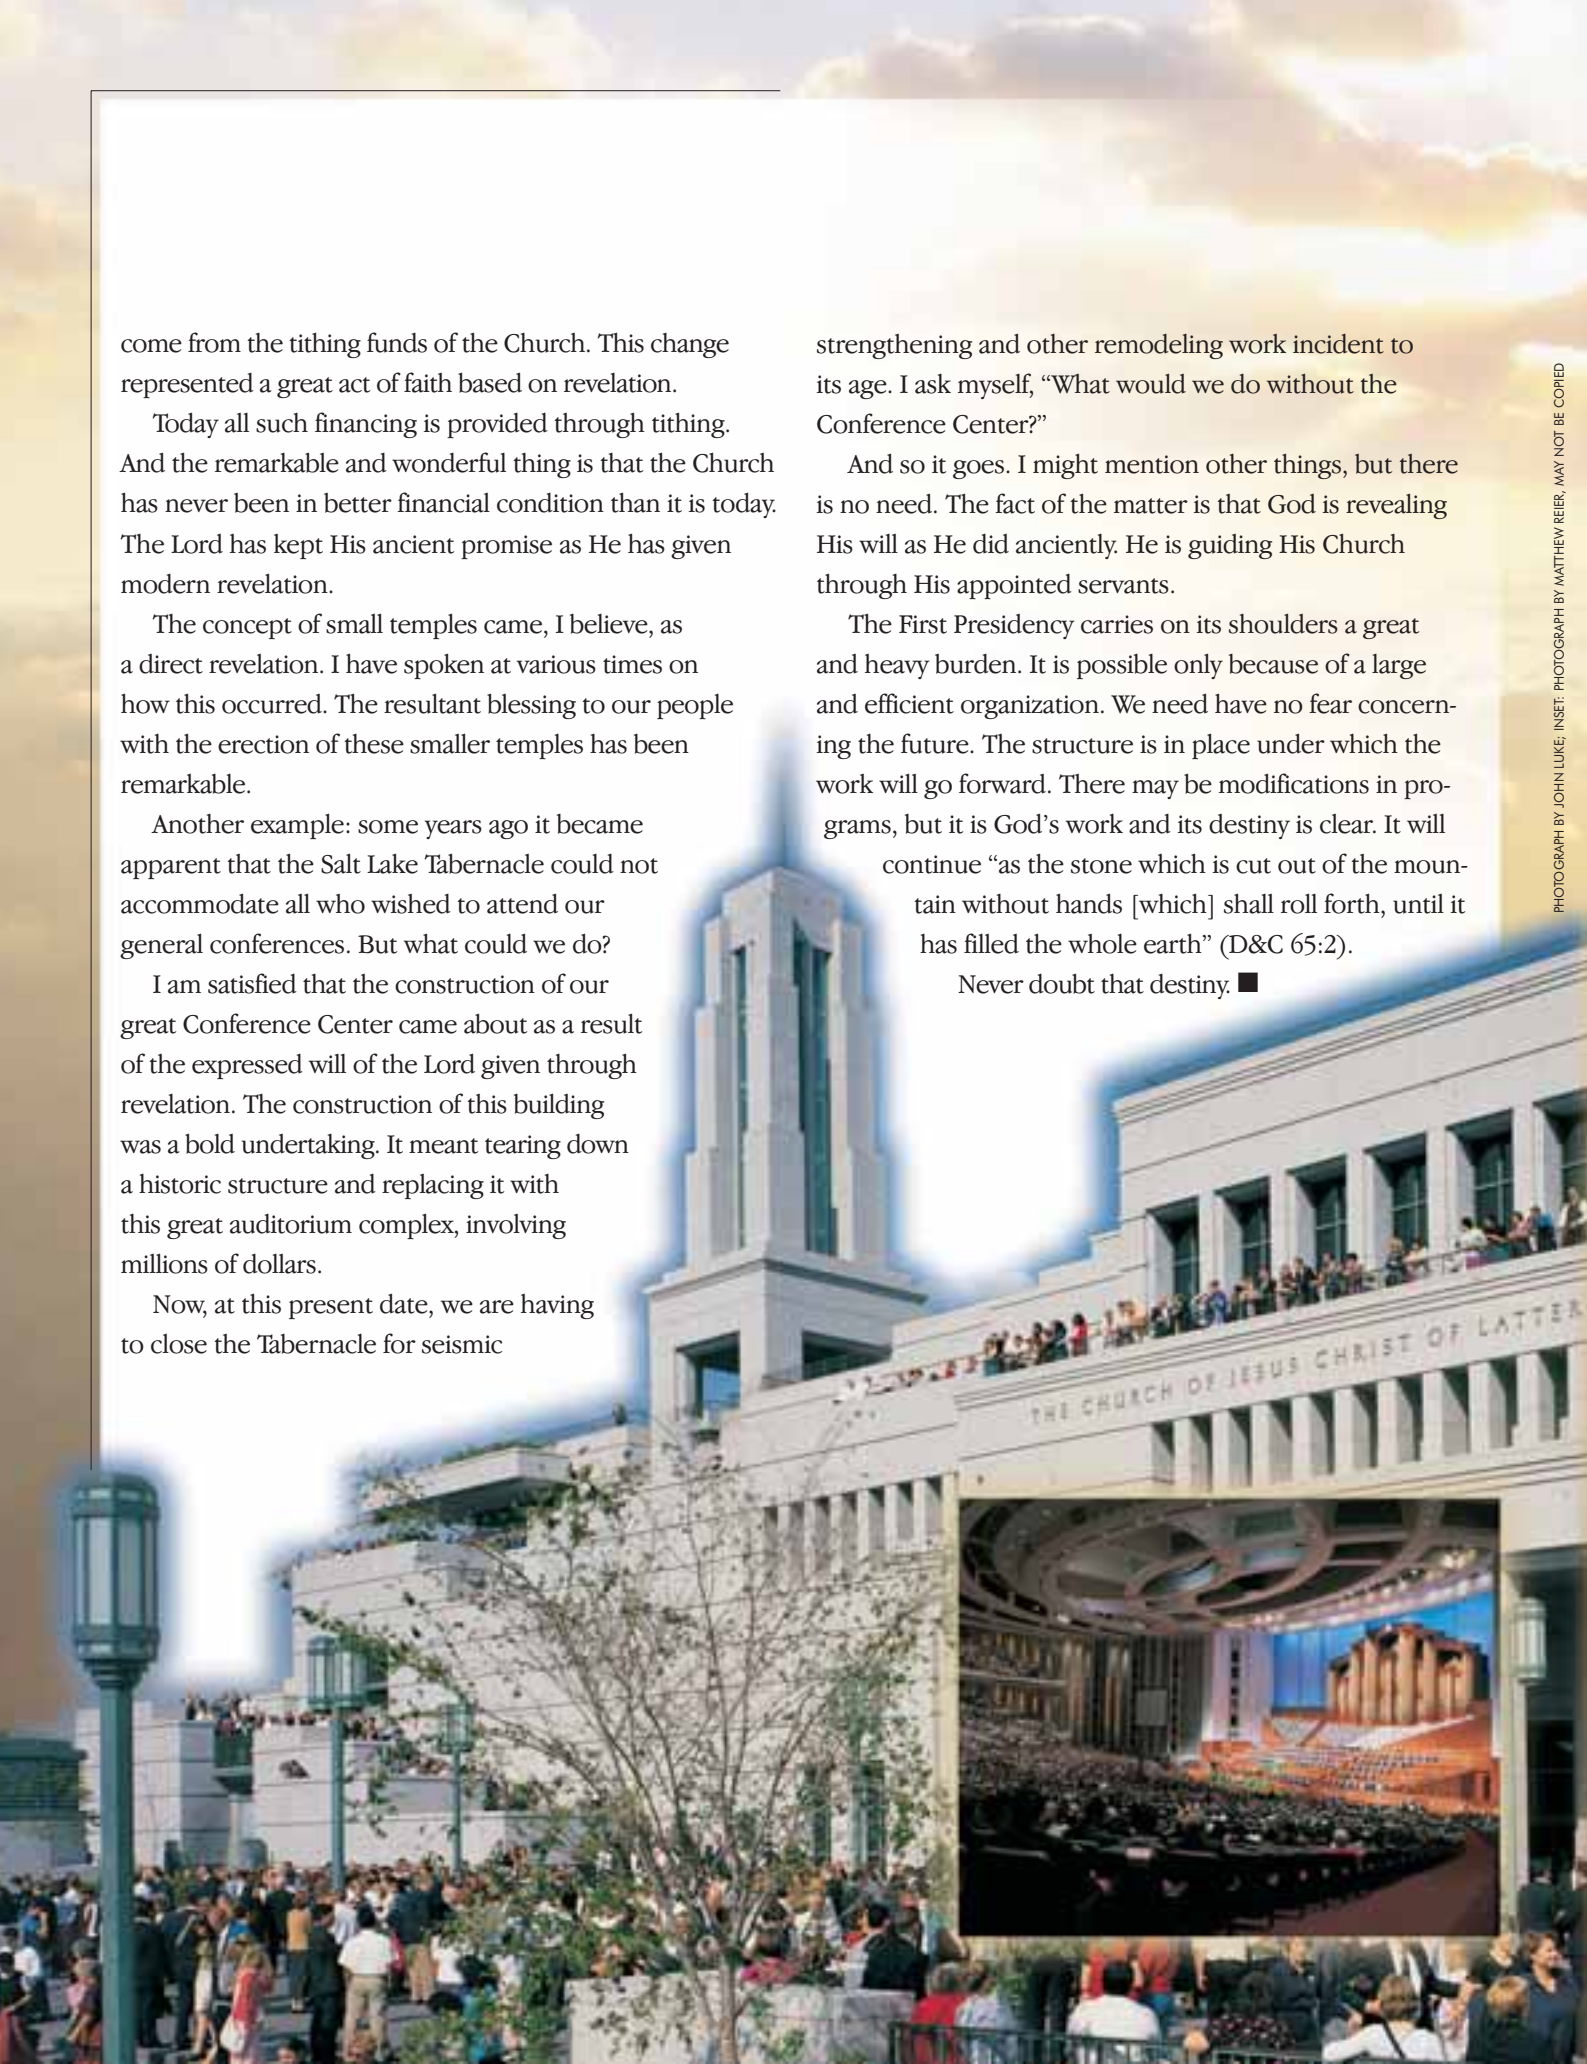 come from the tithing funds of the Church. This change
represented a great act of faith based on revelation.
Today all such financing is provided through tithing.
And the remarkable and wonderful thing is that the Church
has never been in better financial condition than it is today.
The Lord has kept His ancient promise as He has given
modern revelation.
The concept of small temples came, I believe, as
a direct revelation. I have spoken at various times on
how this occurred. The resultant blessing to our people
with the erection of these smaller temples has been
remarkable.
Another example: some years ago it became
apparent that the Salt Lake Tabernacle could not
accommodate all who wished to attend our
general conferences. But what could we do?
I am satisfied that the construction of our
great Conference Center came about as a result
of the expressed will of the Lord given through
revelation. The construction of this building
was a bold undertaking. It meant tearing down
a historic structure and replacing it with
this great auditorium complex, involving
millions of dollars.
Now, at this present date, we are having
to close the Tabernacle for seismic
strengthening and other remodeling work incident to
its age. I ask myself, “What would we do without the
Conference Center?”
And so it goes. I might mention other things, but there
is no need. The fact of the matter is that God is revealing
His will as He did anciently. He is guiding His Church
through His appointed servants.
The First Presidency carries on its shoulders a great
and heavy burden. It is possible only because of a large
and efficient organization. We need have no fear concern-
ing the future. The structure is in place under which the
work will go forward. There may be modifications in pro-
grams, but it is God’s work and its destiny is clear. It will
continue “as the stone which is cut out of the moun-
tain without hands [which] shall roll forth, until it
has filled the whole earth” (D&C 65:2).
Never doubt that destiny. ■
PHOTOGRAPH BY JOHN LUKE; INSET: PHOTOGRAPH BY MATTHEW REIER, MAY NOT BE COPIED
THE CHURCH OF JESUS CHRIST OF LATTER